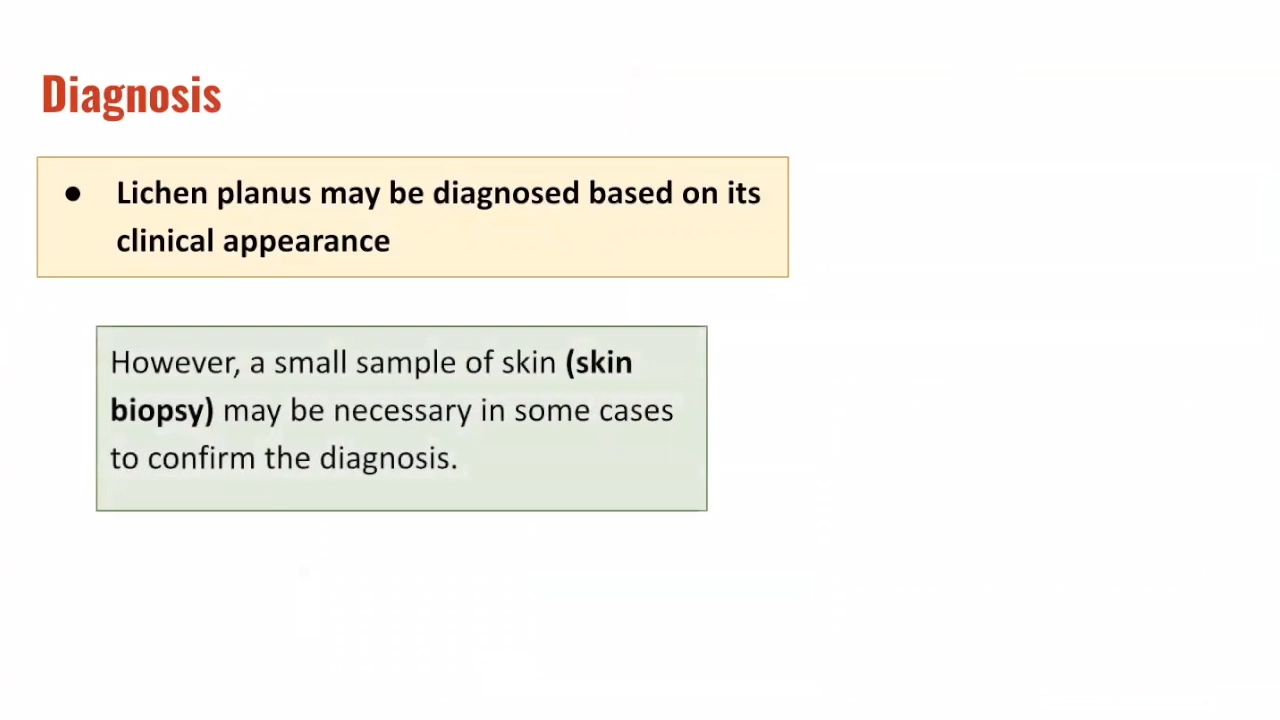 Diagnosis
● Lichen planus may be diagnosed based on its
clinical appearance
However, a small sample of skin (skin
biopsy) may be necessary in some cases
to confirm the diagnosis.